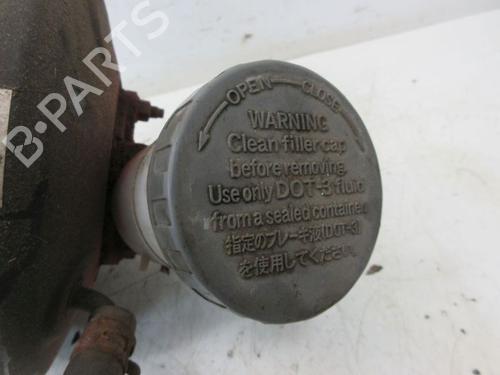 B-PARTS
OPEN CLOSE
WARNING
Clean filler cap
before removing.
Use only DOT-3 fluid
from a sealed container.
指定のブレーキ液(DOT-3)
を使用してください。